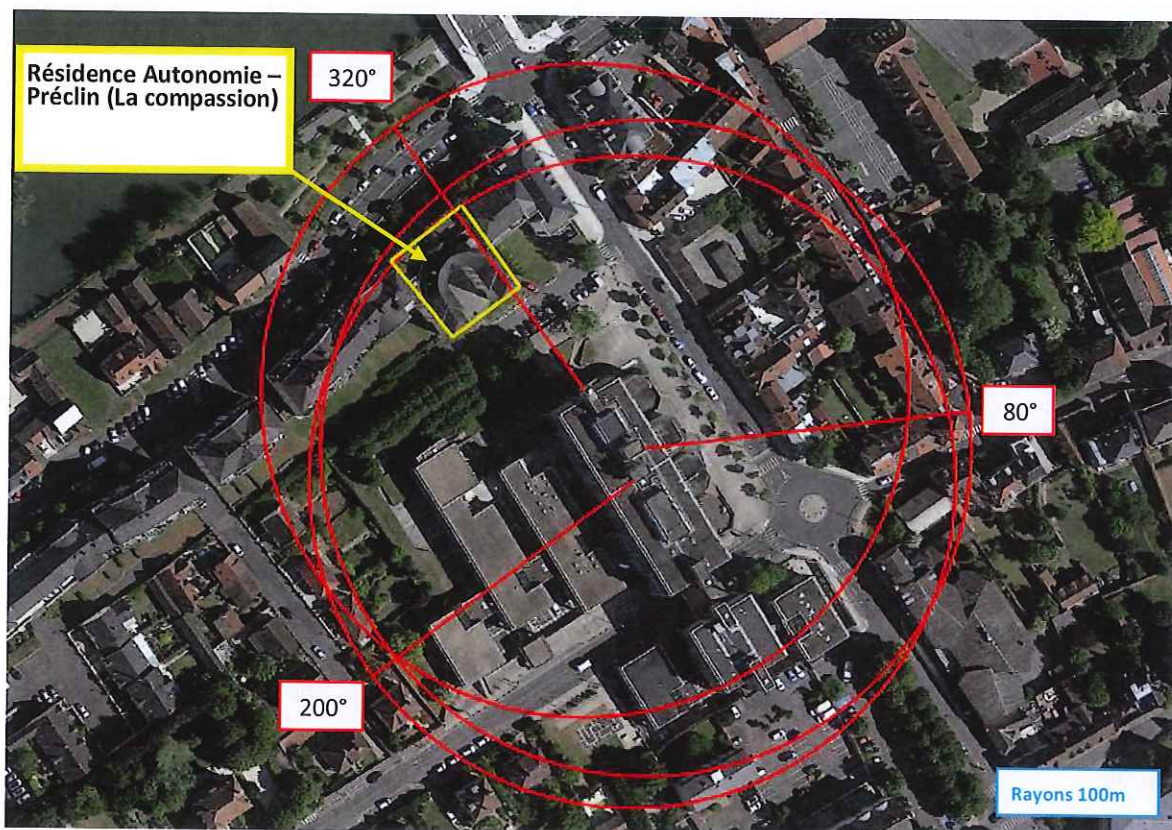 Résidence Autonomie –
Préclin (La compassion)
320°
80°
200°
Rayons 100m